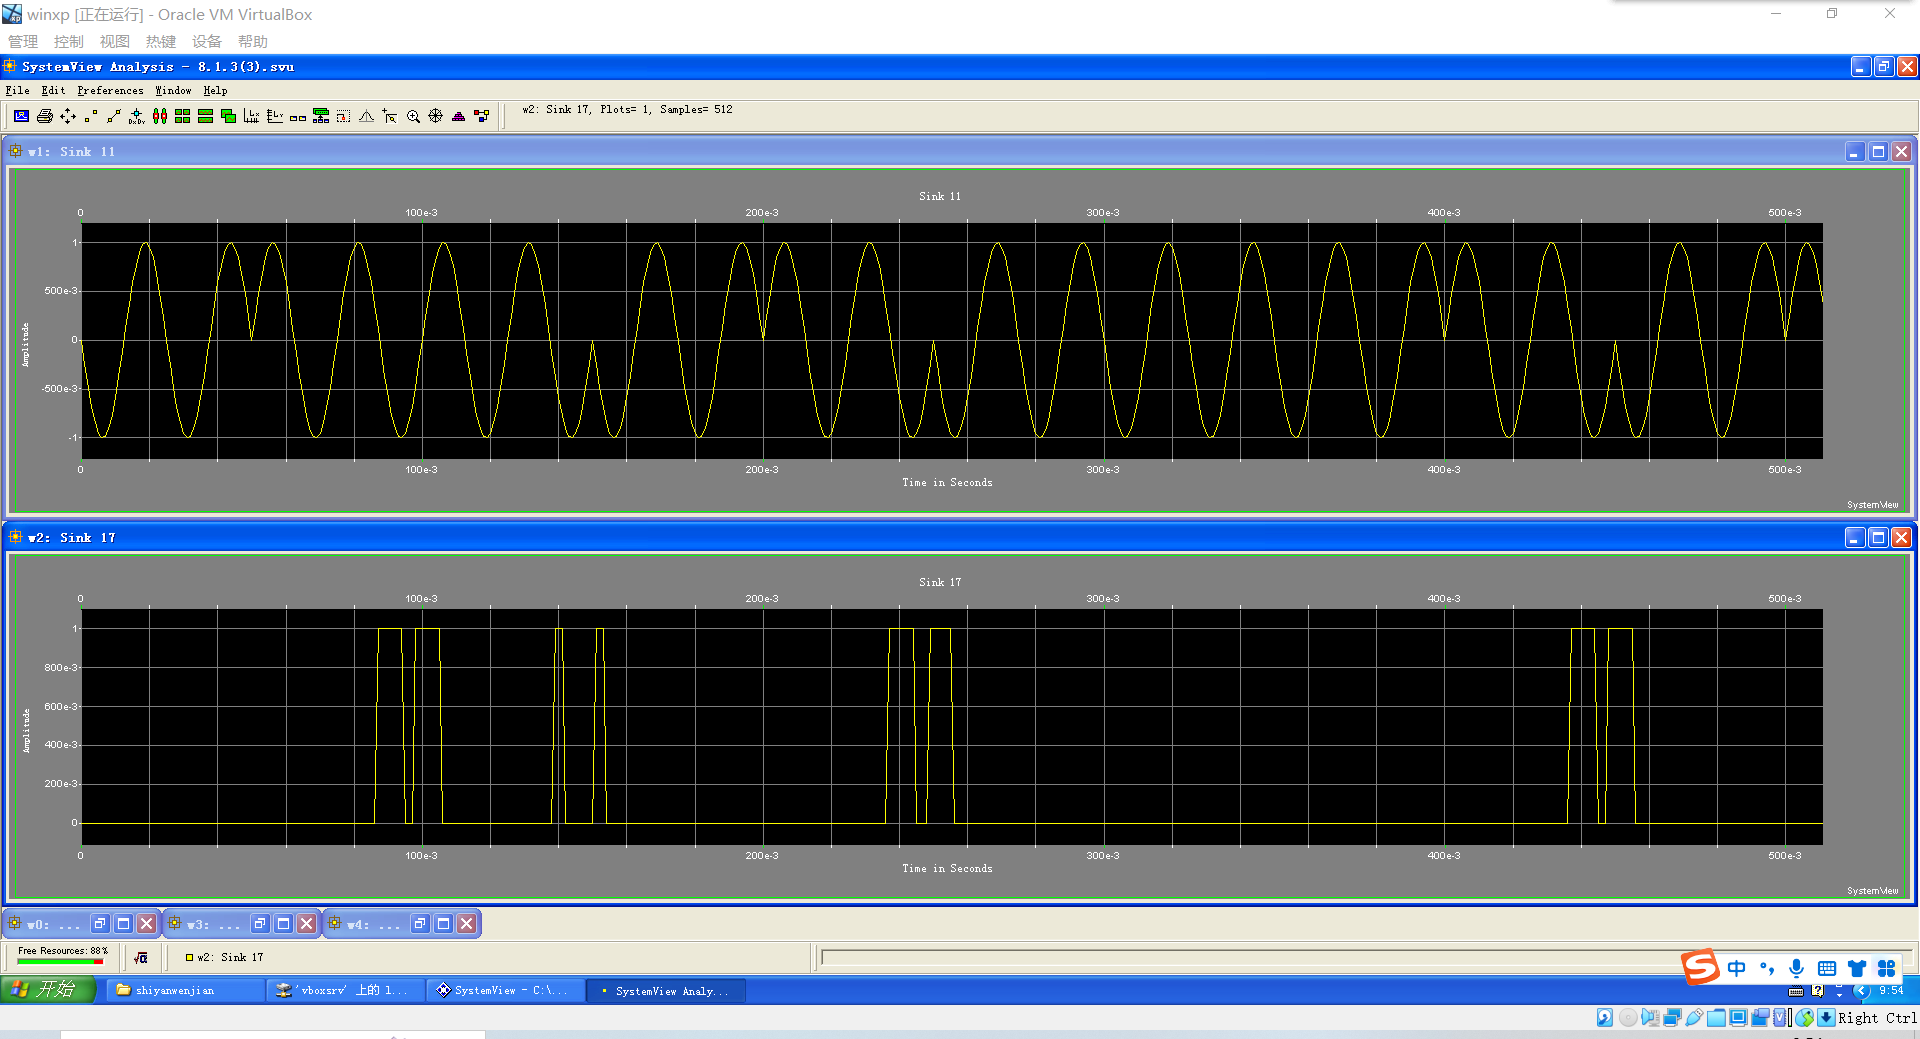 winxp [正在运行] - Oracle VM VirtualBox
管理 控制 视图 热键 设备 帮助
SystemView Analysis - 8.1.3(3).svu
File Edit Preferences Window Help
w2: Sink 17, Plots= 1, Samples= 512
w1: Sink 11
Sink 11
0 100e-3 200e-3 300e-3 400e-3 500e-3
1
500e-3
0
-500e-3
-1
Amplitude
0 100e-3 200e-3 300e-3 400e-3 500e-3
Time in Seconds
SystemView
w2: Sink 17
Sink 17
0 100e-3 200e-3 300e-3 400e-3 500e-3
1
800e-3
600e-3
400e-3
200e-3
0
Amplitude
0 100e-3 200e-3 300e-3 400e-3 500e-3
Time in Seconds
SystemView
w0: ... w3: ... w4: ...
Free Resources: 88%
√α
w2: Sink 17
S 中
开始 shiyanwenjian 'vboxsrv' 上的 l... SystemView - C:\... SystemView Analy... 9:54
Right Ctrl